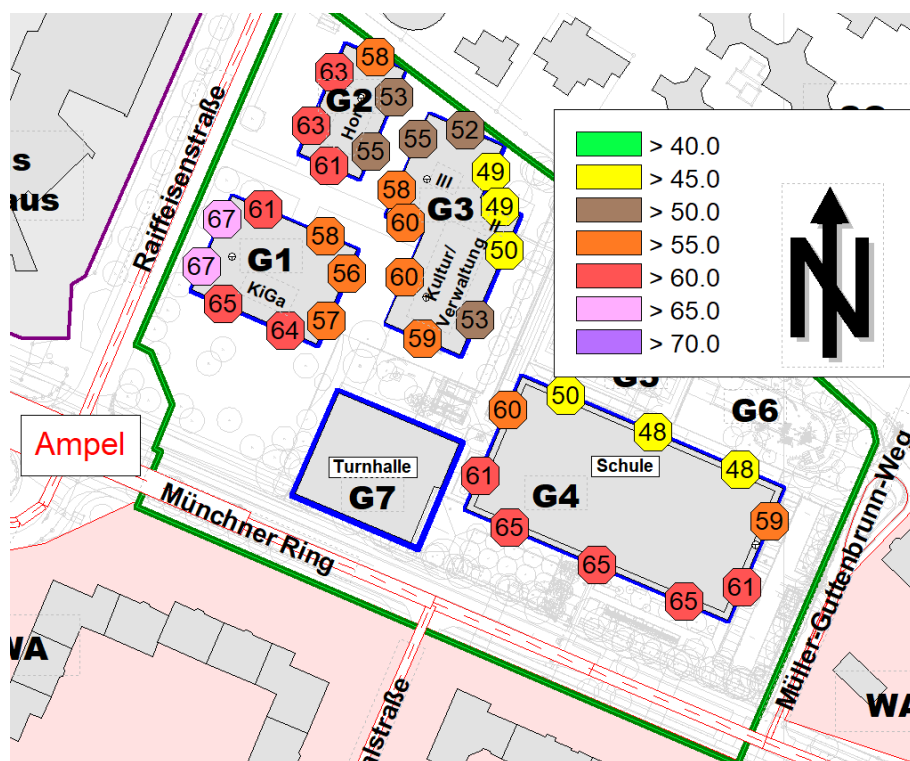 58
63
53
G2
Hor
63
55
61
52
55
49
III
58
49
G3
60
50
II
Kultur/
Verwaltung
60
53
59
> 40.0
> 45.0
> 50.0
> 55.0
> 60.0
> 65.0
> 70.0
N
s
aus
Raiffeisenstraße
67
61
58
G1
67
56
KiGa
65
57
64
Ampel
G6
50
60
48
48
Turnhalle
Schule
61
G7
G4
59
65
65
61
65
Münchner Ring
Müller-Guttenbrunn-Weg
WA
WA
alstraße